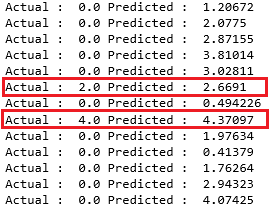 Actual :  0.0 Predicted :  1.20672
Actual :  0.0 Predicted :  2.0775
Actual :  0.0 Predicted :  2.87155
Actual :  0.0 Predicted :  3.81014
Actual :  0.0 Predicted :  3.02811
Actual :  2.0 Predicted :  2.6691
Actual :  0.0 Predicted :  0.494226
Actual :  4.0 Predicted :  4.37097
Actual :  0.0 Predicted :  1.97634
Actual :  0.0 Predicted :  0.41379
Actual :  0.0 Predicted :  1.76264
Actual :  0.0 Predicted :  2.94323
Actual :  0.0 Predicted :  4.07425